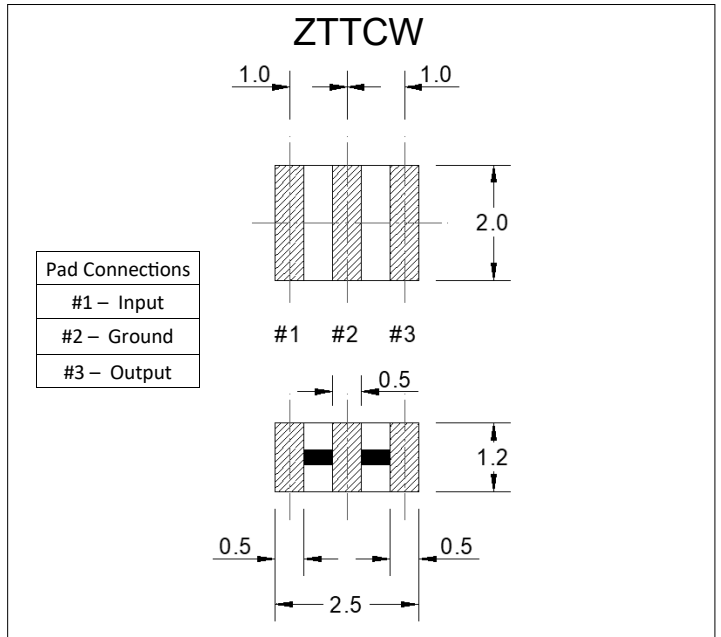 ZTTCW
1.0 1.0
2.0
Pad Connections
#1 – Input
#2 – Ground
#3 – Output
#1 #2 #3
0.5
1.2
0.5 0.5
2.5